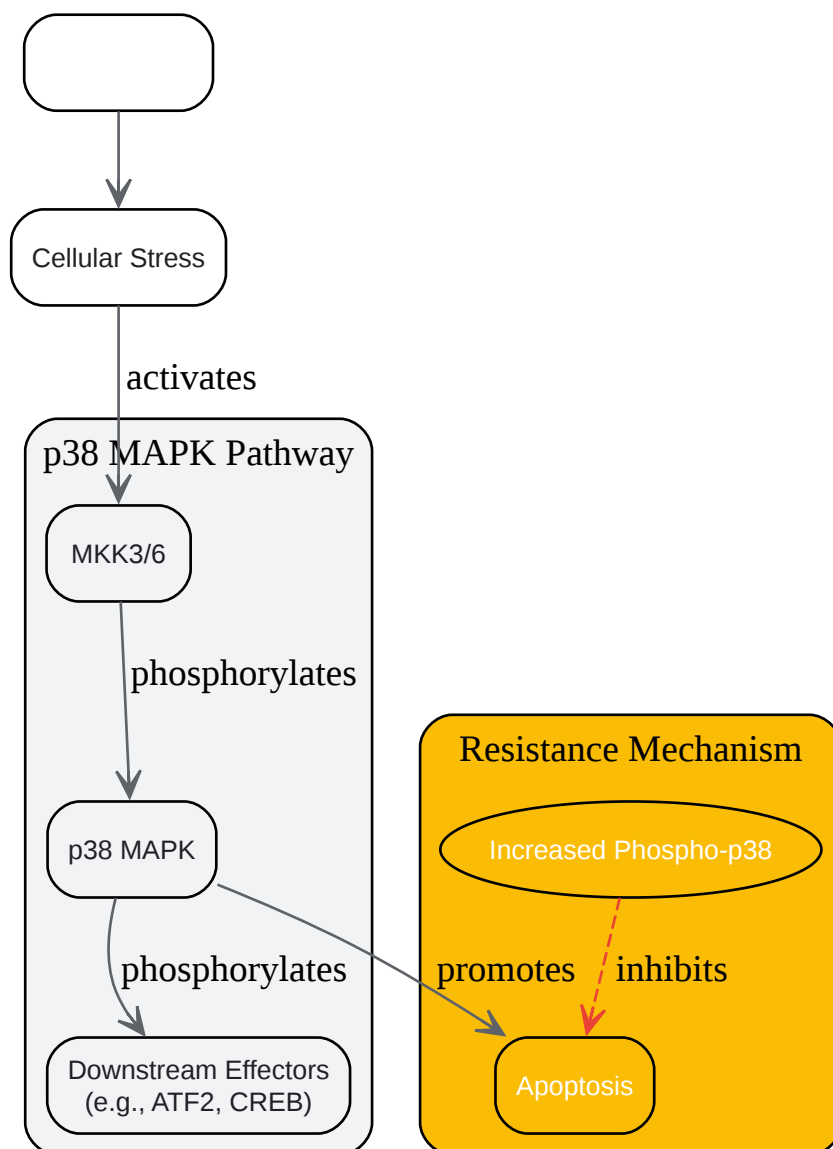 Cellular Stress
activates
p38 MAPK Pathway
MKK3/6
phosphorylates
Resistance Mechanism
p38 MAPK
Increased Phospho-p38
phosphorylates
promotes
inhibits
Downstream Effectors
(e.g., ATF2, CREB)
Apoptosis